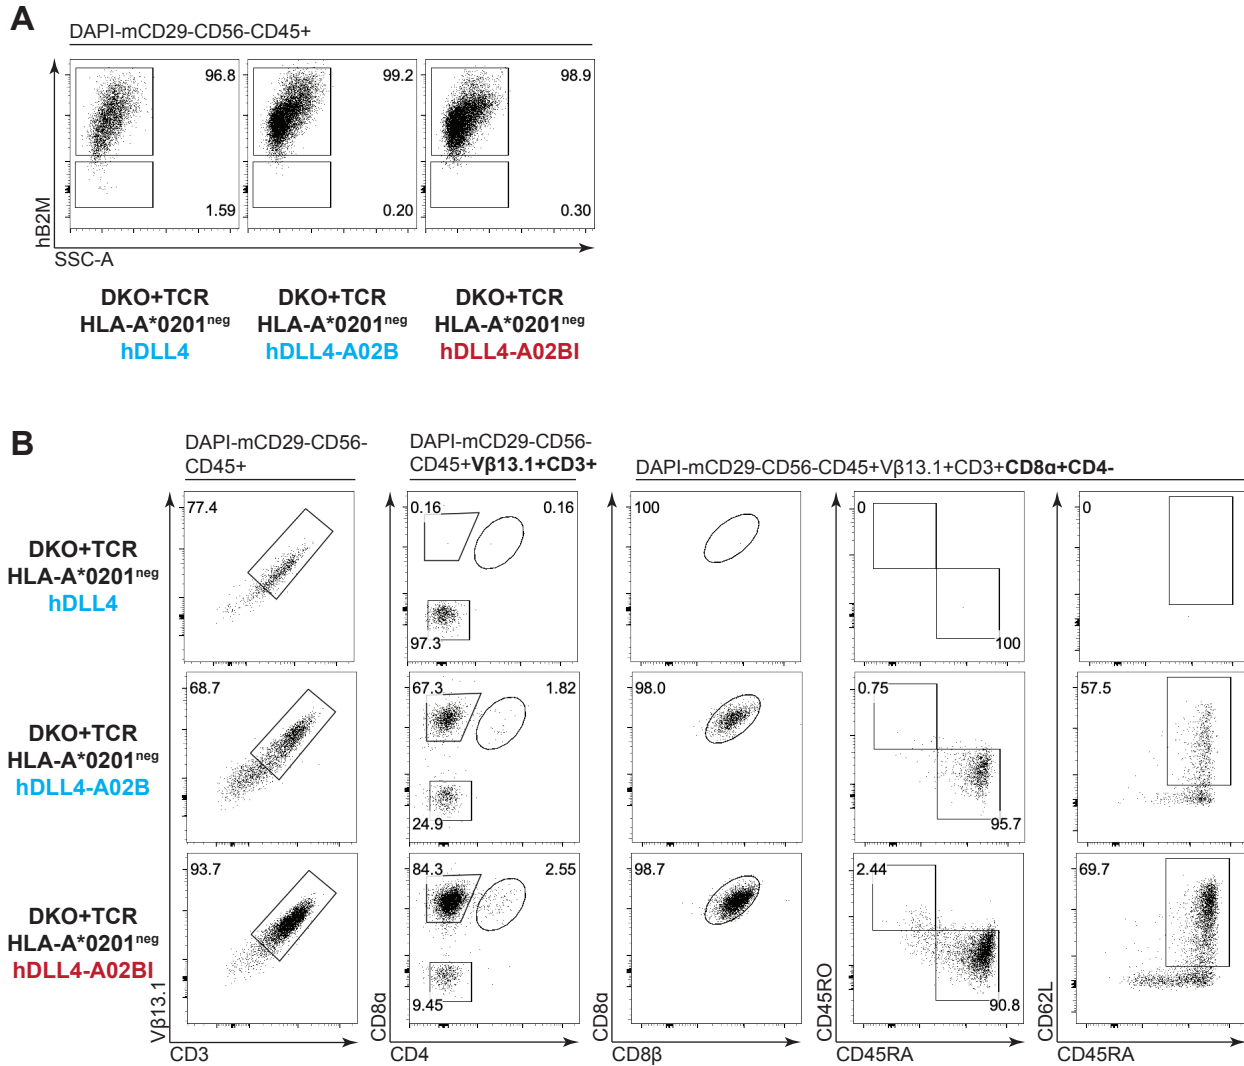 A
DAPI-mCD29-CD56-CD45+
96.8
99.2
98.9
1.59
0.20
0.30
hB2M
SSC-A
DKO+TCR
HLA-A*0201neg
hDLL4
DKO+TCR
HLA-A*0201neg
hDLL4-A02B
DKO+TCR
HLA-A*0201neg
hDLL4-A02BI
B
DAPI-mCD29-CD56-
CD45+
DAPI-mCD29-CD56-
CD45+Vβ13.1+CD3+
DAPI-mCD29-CD56-CD45+Vβ13.1+CD3+CD8α+CD4-
DKO+TCR
HLA-A*0201neg
hDLL4
77.4
0.16
0.16
97.3
100
0
100
0
DKO+TCR
HLA-A*0201neg
hDLL4-A02B
68.7
67.3
1.82
24.9
98.0
0.75
95.7
57.5
DKO+TCR
HLA-A*0201neg
hDLL4-A02BI
93.7
84.3
2.55
9.45
98.7
2.44
90.8
69.7
Vβ13.1
CD3
CD8α
CD4
CD8α
CD8β
CD45RO
CD45RA
CD62L
CD45RA